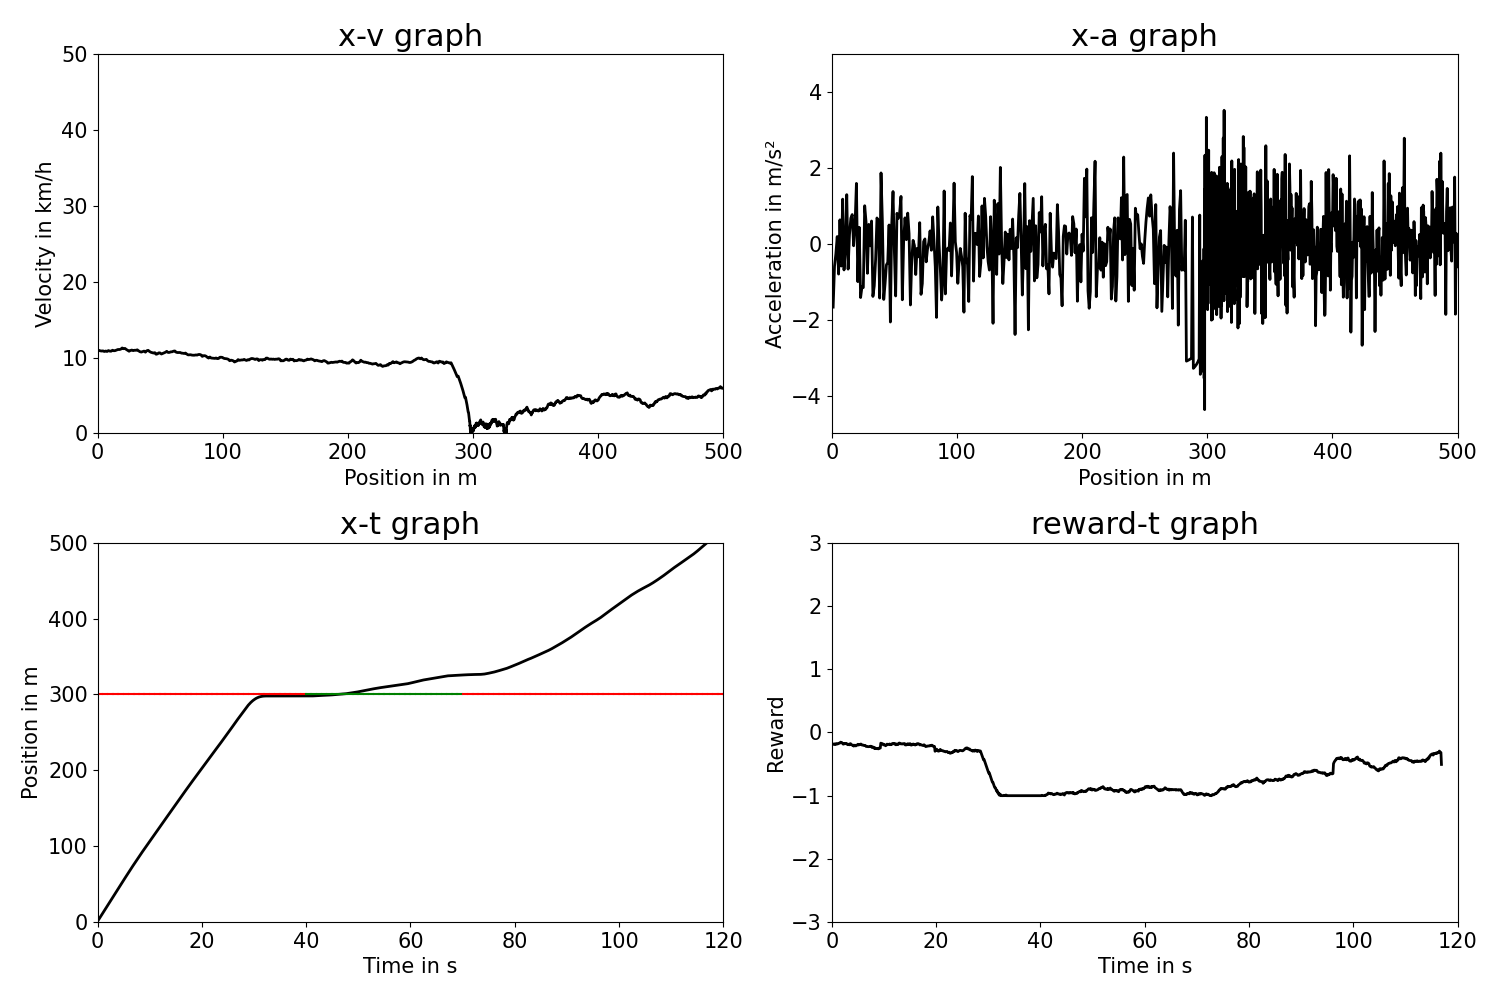 x-v graph
50
40
30
20
10
0
Velocity in km/h
0 100 200 300 400 500
Position in m
x-a graph
4
2
0
−2
−4
Acceleration in m/s²
0 100 200 300 400 500
Position in m
x-t graph
500
400
300
200
100
0
Position in m
0 20 40 60 80 100 120
Time in s
reward-t graph
3
2
1
0
−1
−2
−3
Reward
0 20 40 60 80 100 120
Time in s